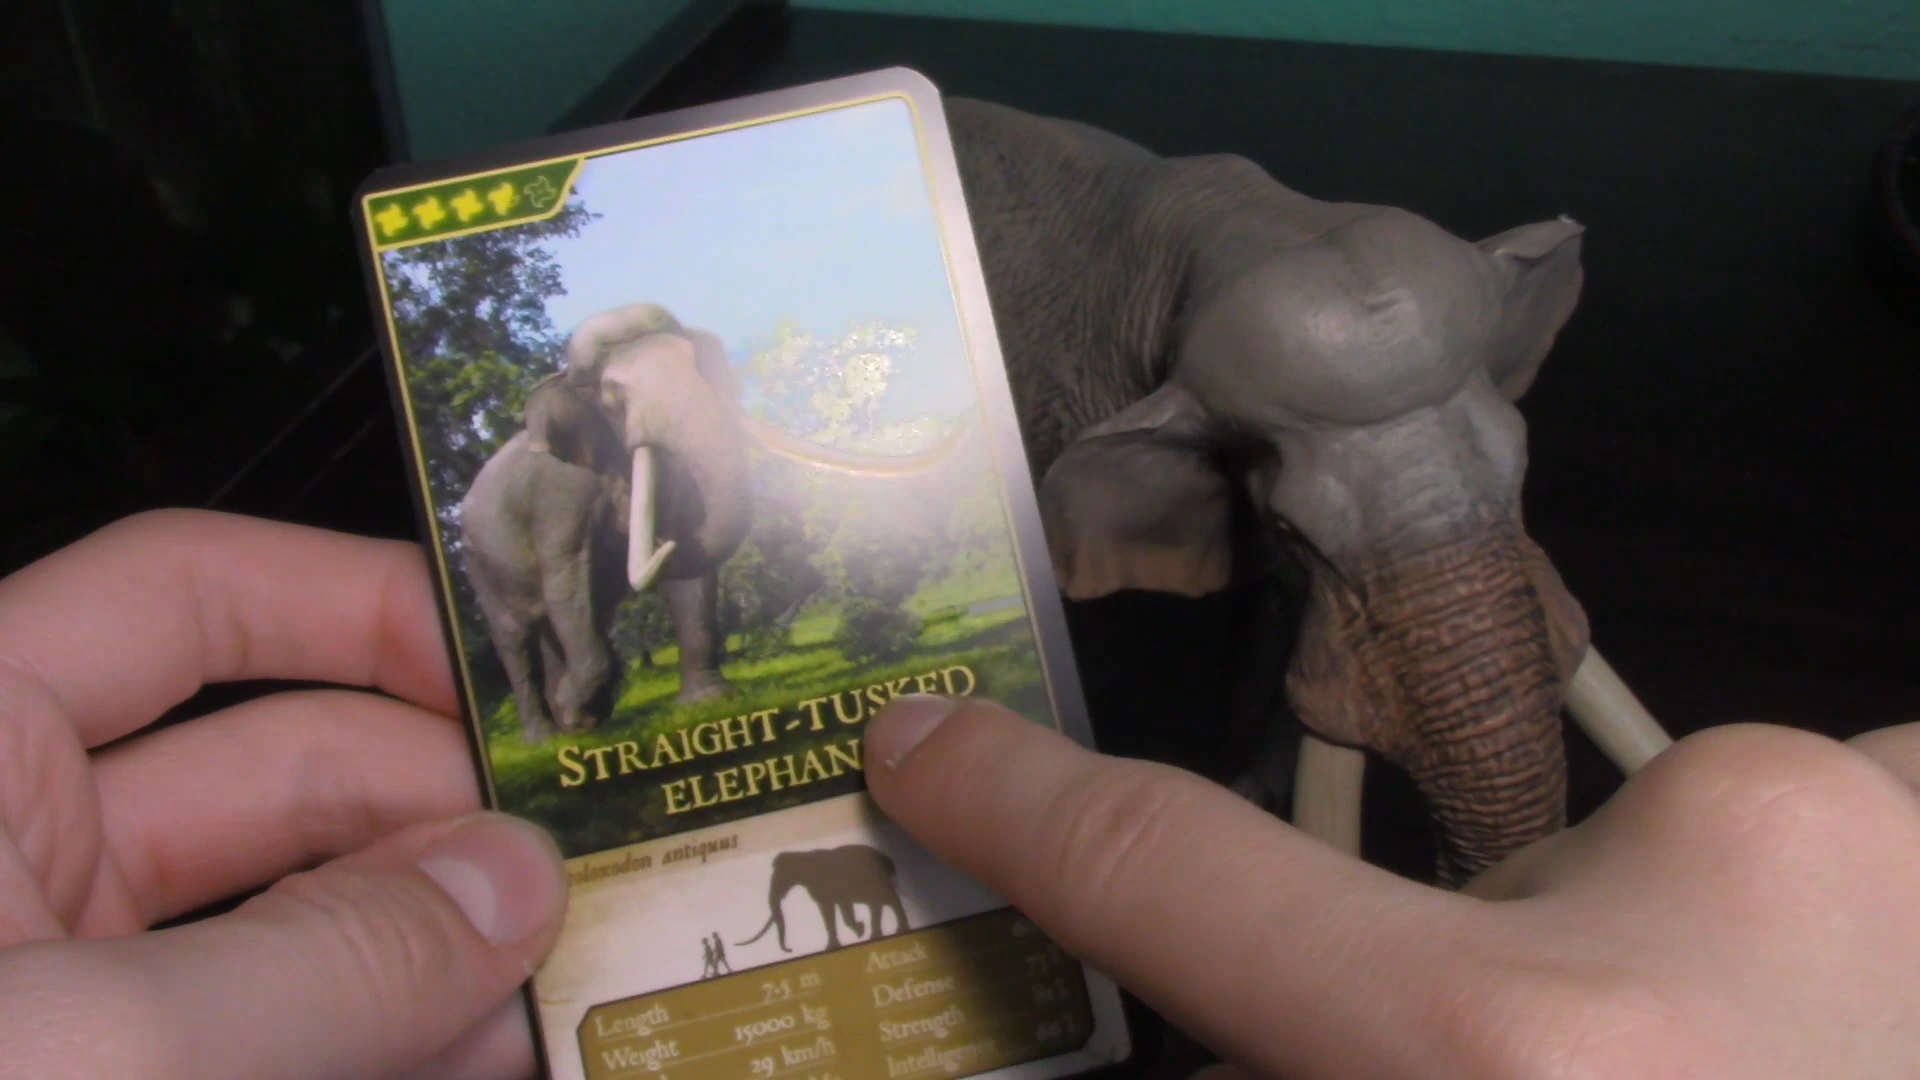 STRAIGHT-TUSKED
ELEPHAN
antiquus
Length 7.5 m
Weight 15000 kg
29 km/h
Attack
Defense
Strength
Intelligence